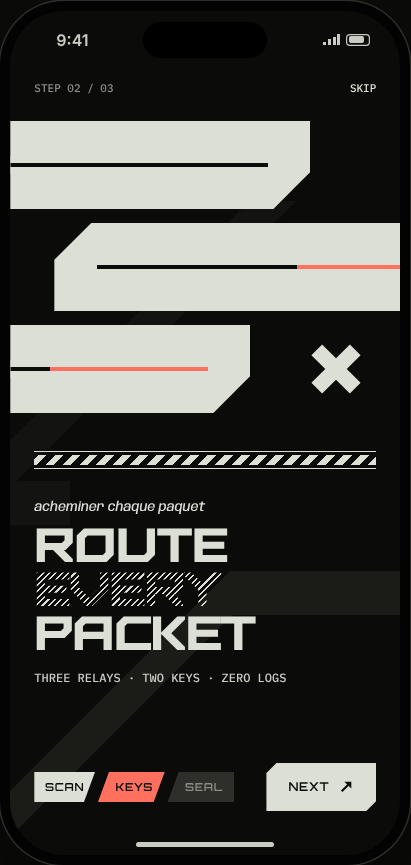 9:41
STEP 02 / 03
SKIP
acheminer chaque paquet
ROUTE
EVERY
PACKET
THREE RELAYS · TWO KEYS · ZERO LOGS
SCAN
KEYS
SEAL
NEXT ↗